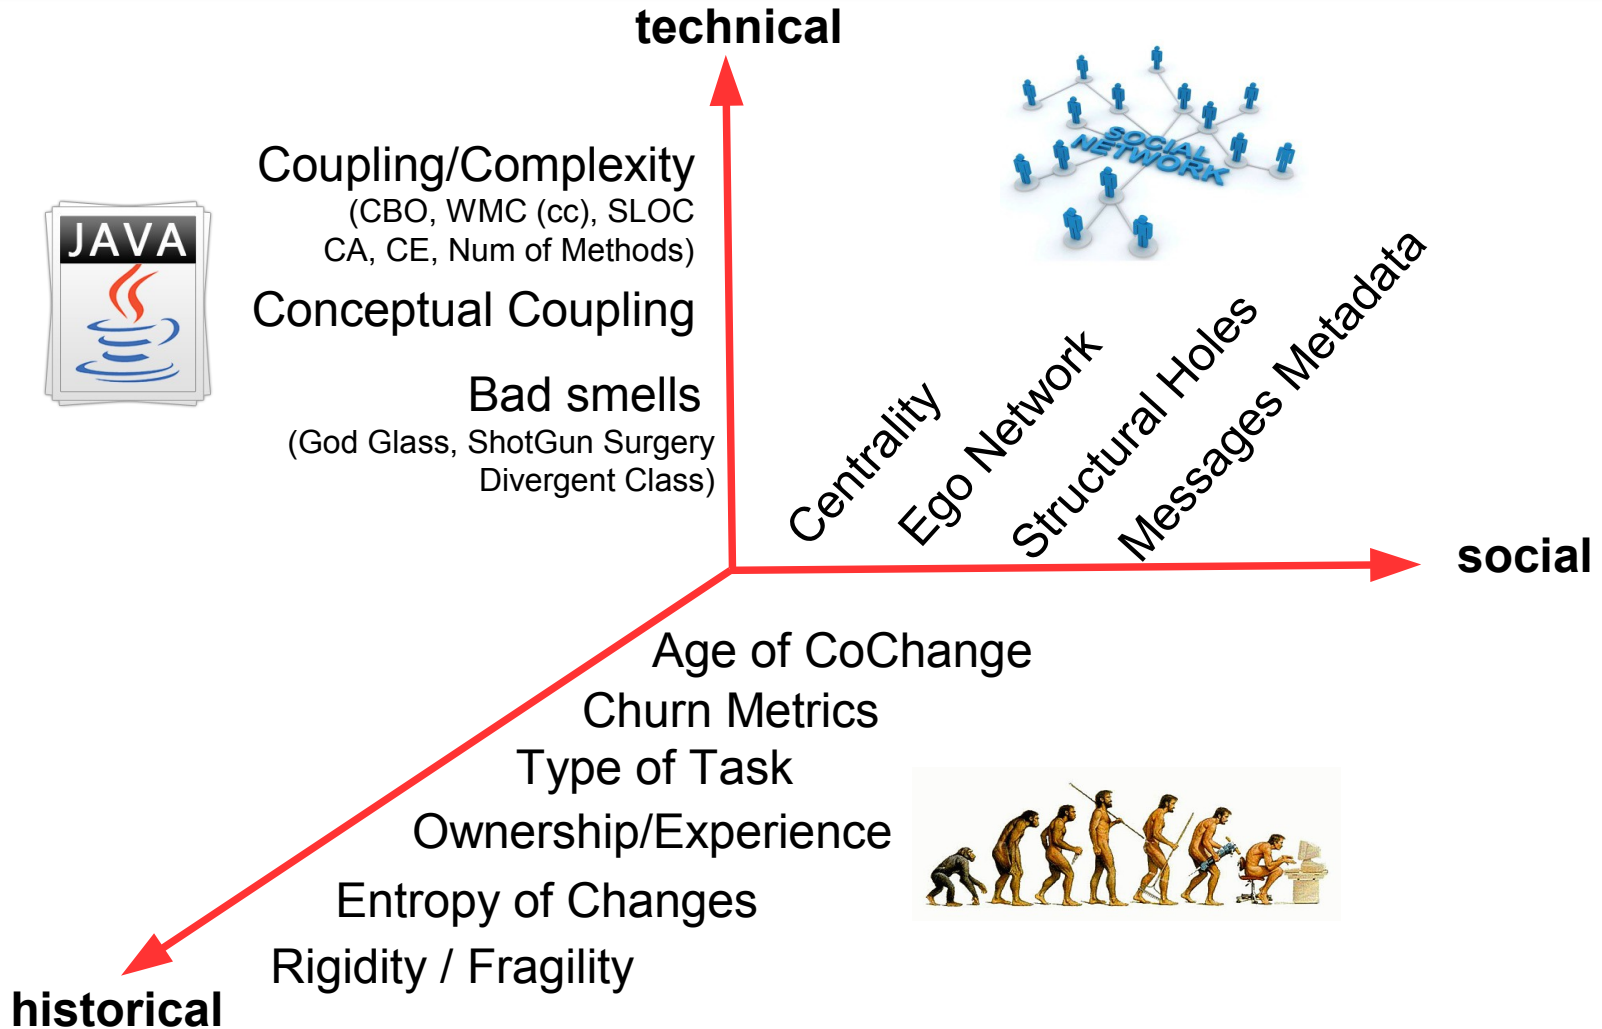 technical
SOCIAL
NETWORK
Coupling/Complexity
(CBO, WMC (cc), SLOC
CA, CE, Num of Methods)
JAVA
Conceptual Coupling
Bad smells
(God Glass, ShotGun Surgery
Divergent Class)
Centrality
Ego Network
Structural Holes
Messages Metadata
social
Age of CoChange
Churn Metrics
Type of Task
Ownership/Experience
Entropy of Changes
Rigidity / Fragility
historical